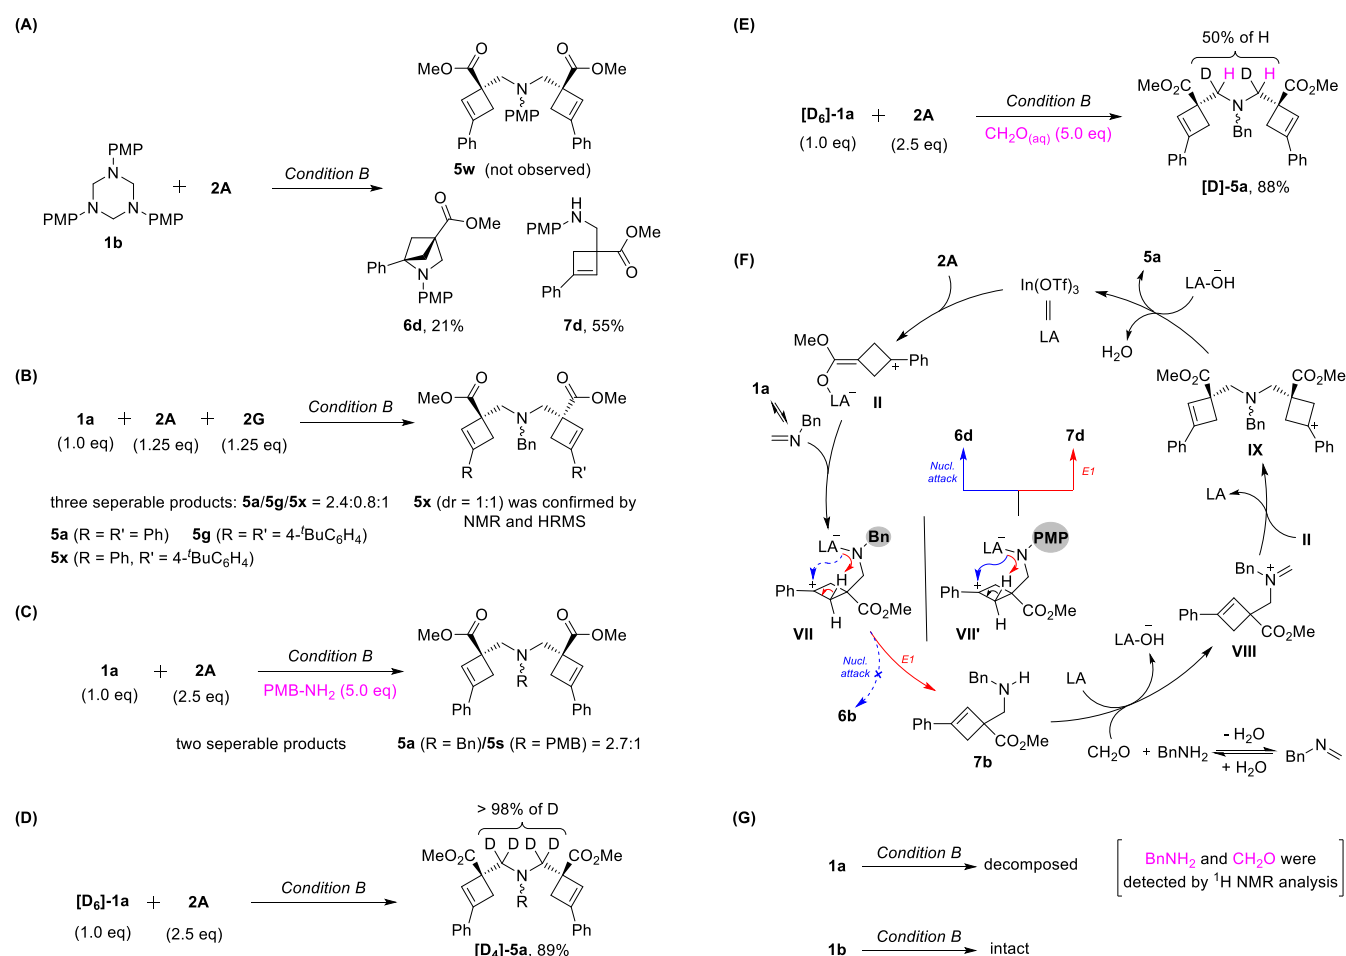 (A)
PMP
N
N
N
PMP
PMP
1b
+
2A
Condition B
MeO
O
O
OMe
N
PMP
Ph
Ph
5w (not observed)
O
OMe
Ph
N
PMP
6d, 21%
H
N
PMP
OMe
O
Ph
7d, 55%
(B)
1a + 2A + 2G
(1.0 eq) (1.25 eq) (1.25 eq)
Condition B
MeO
O
O
OMe
N
Bn
R
R'
three seperable products: 5a/5g/5x = 2.4:0.8:1
5a (R = R' = Ph) 5g (R = R' = 4-tBuC6H4)
5x (R = Ph, R' = 4-tBuC6H4)
5x (dr = 1:1) was confirmed by
NMR and HRMS
(C)
1a + 2A
(1.0 eq) (2.5 eq)
Condition B
PMB-NH2 (5.0 eq)
MeO
O
O
OMe
N
R
Ph
Ph
two seperable products
5a (R = Bn)/5s (R = PMB) = 2.7:1
(D)
[D6]-1a + 2A
(1.0 eq) (2.5 eq)
Condition B
> 98% of D
D D D D
MeO2C
CO2Me
N
R
Ph
Ph
[D4]-5a, 89%
(E)
[D6]-1a + 2A
(1.0 eq) (2.5 eq)
Condition B
CH2O(aq) (5.0 eq)
50% of H
D H D H
MeO2C
CO2Me
N
Bn
Ph
Ph
[D]-5a, 88%
(F)
2A
In(OTf)3
LA
5a
LA-OH
−
H2O
MeO
O
LA
−
+
Ph
II
1a
N
Bn
MeO2C
CO2Me
N
Bn
Ph
+
Ph
IX
6d
7d
Nucl.
attack
E1
LA
−
N
Bn
H
+
Ph
H
CO2Me
VII
LA
−
N
PMP
H
+
Ph
H
CO2Me
VII'
Nucl.
attack
E1
6b
Bn
N
H
Ph
CO2Me
7b
LA
II
Bn
N
+
Ph
CO2Me
VIII
LA-OH
−
LA
CH2O + BnNH2
- H2O
+ H2O
Bn
N
(G)
1a
Condition B
decomposed
BnNH2 and CH2O were
detected by 1H NMR analysis
1b
Condition B
intact